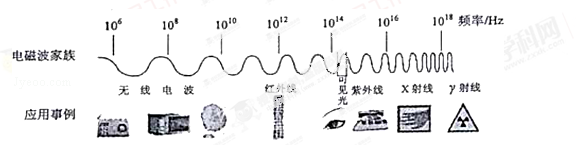 10⁶ 10⁸ 10¹⁰ 10¹² 10¹⁴ 10¹⁶ 10¹⁸ 频率/Hz
电磁波家族
无线电波 红外线 可见光 紫外线 X射线 γ射线
应用事例